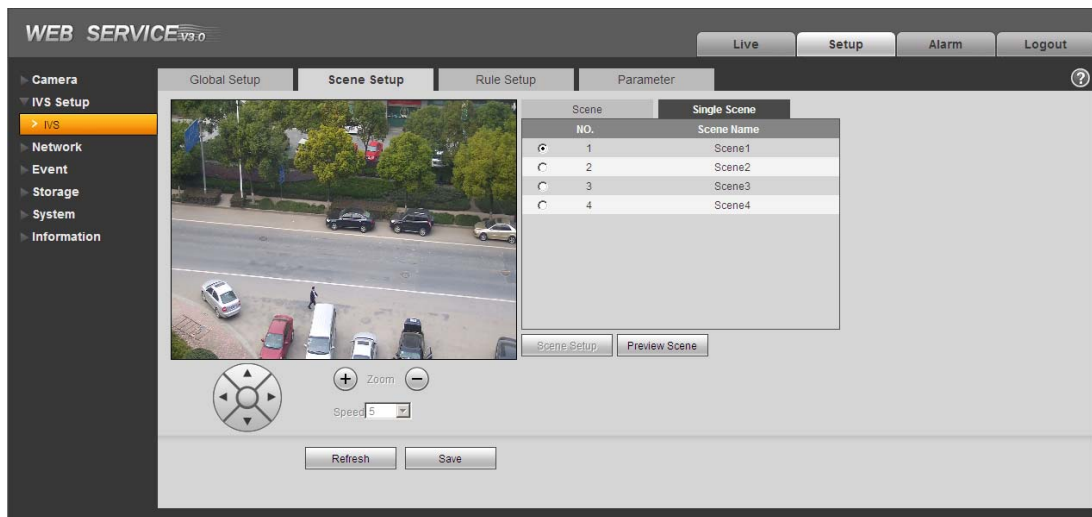 WEB SERVICE V3.0
Live Setup Alarm Logout
Camera
IVS Setup
> IVS
Network
Event
Storage
System
Information
Global Setup Scene Setup Rule Setup Parameter ?
Scene Single Scene
NO. Scene Name
1 Scene1
2 Scene2
3 Scene3
4 Scene4
Scene Setup Preview Scene
+ Zoom −
Speed 5
Refresh Save